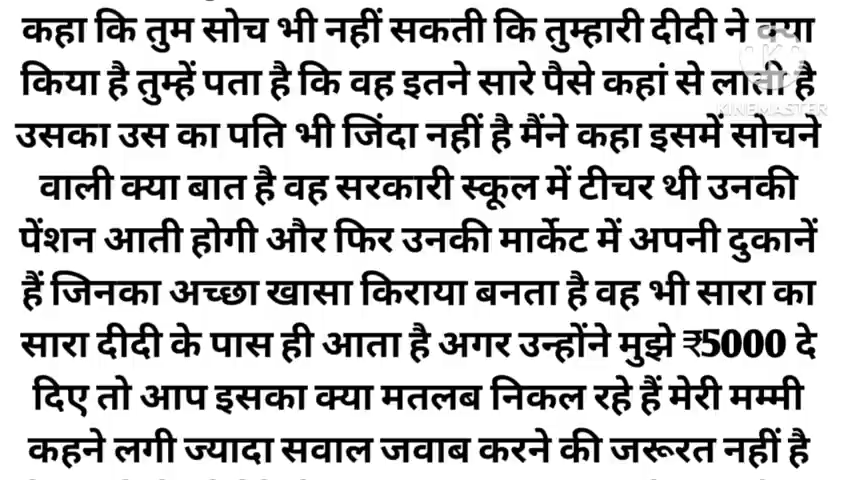 कहा कि तुम सोच भी नहीं सकती कि तुम्हारी दीदी ने क्या
किया है तुम्हें पता है कि वह इतने सारे पैसे कहां से लाती है
KINEMASTER
उसका उस का पति भी जिंदा नहीं है मैंने कहा इसमें सोचने
वाली क्या बात है वह सरकारी स्कूल में टीचर थी उनकी
पेंशन आती होगी और फिर उनकी मार्केट में अपनी दुकानें
हैं जिनका अच्छा खासा किराया बनता है वह भी सारा का
सारा दीदी के पास ही आता है अगर उन्होंने मुझे ₹5000 दे
दिए तो आप इसका क्या मतलब निकल रहे हैं मेरी मम्मी
कहने लगी ज्यादा सवाल जवाब करने की जरूरत नहीं है